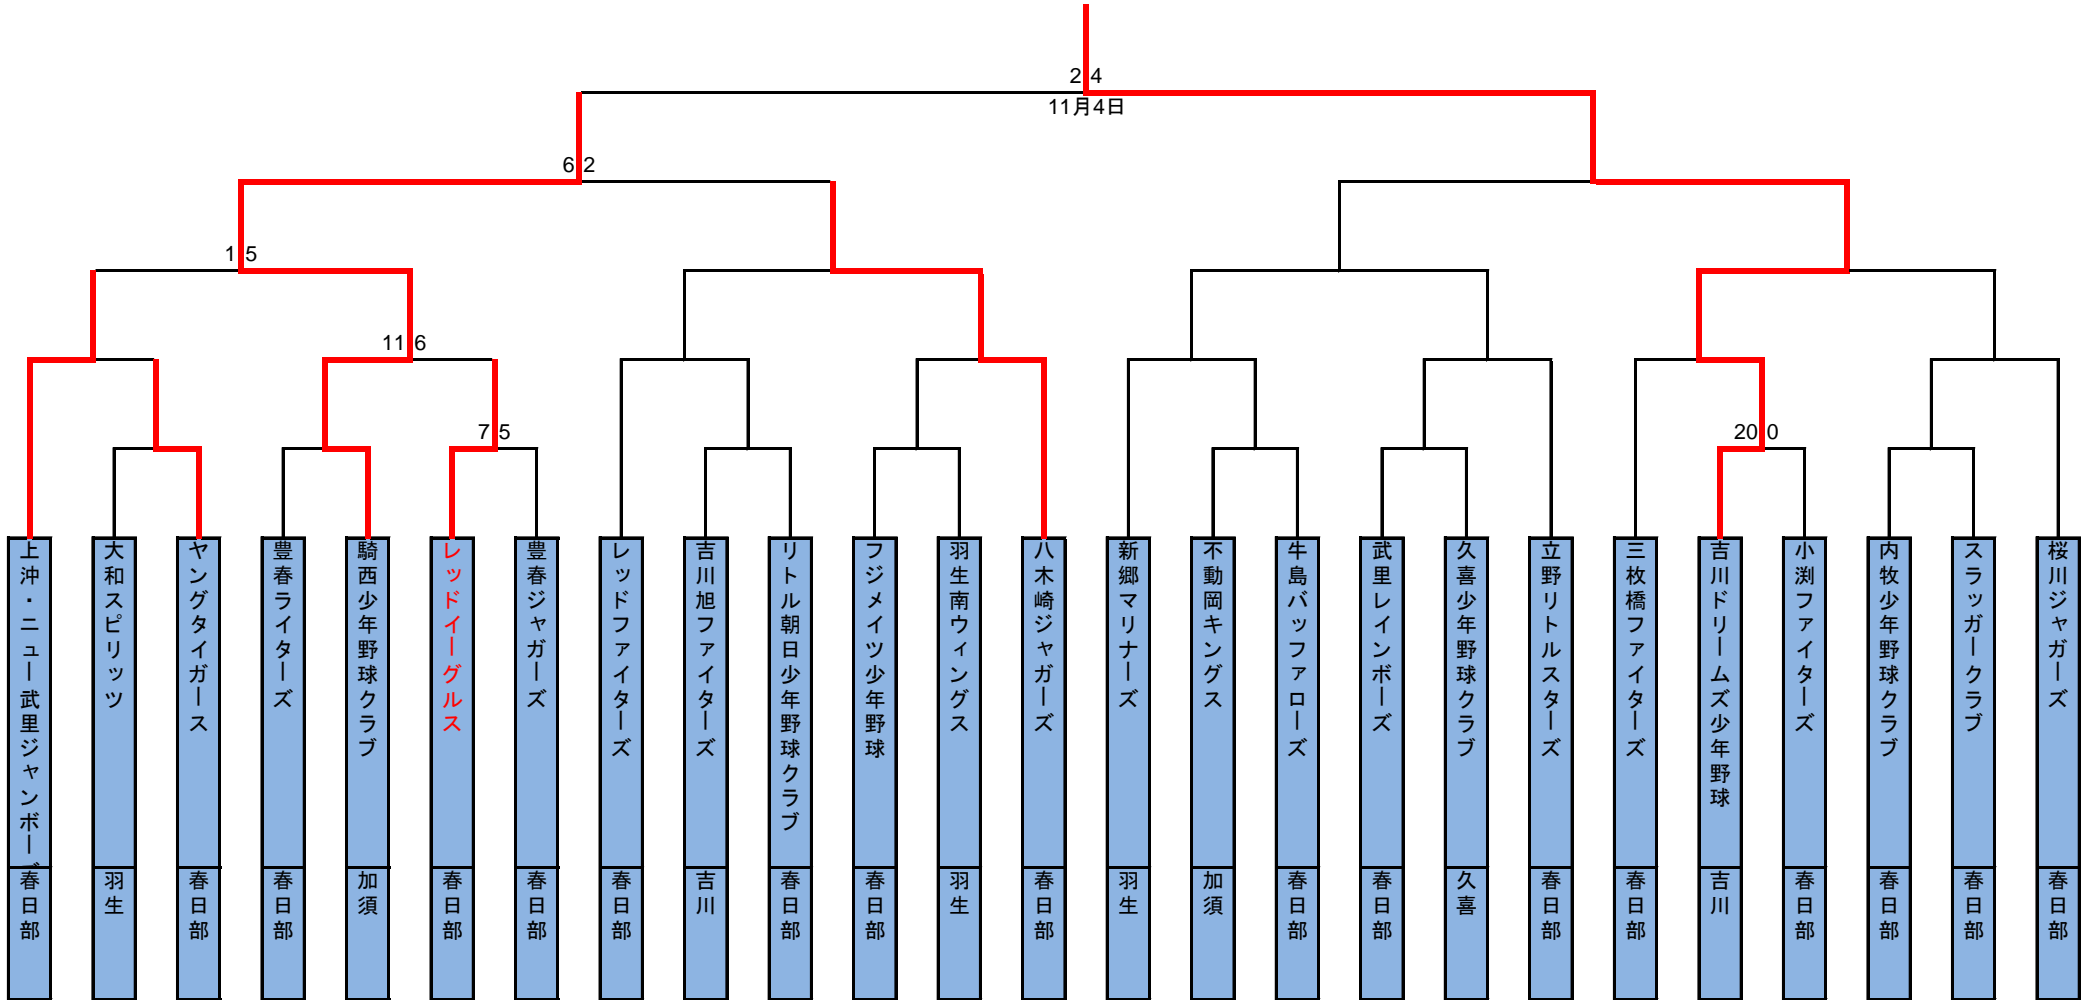 2 4
11月4日
6 2
1 5
11 6
7 5
20 0
上沖・ニュー武里ジャンボーズ
大和スピリッツ
ヤングタイガース
豊春ライターズ
騎西少年野球クラブ
レッドイーグルス
豊春ジャガーズ
レッドファイターズ
吉川旭ファイターズ
リトル朝日少年野球クラブ
フジメイツ少年野球
羽生南ウィングス
八木崎ジャガーズ
新郷マリナーズ
不動岡キングス
牛島バッファローズ
武里レインボーズ
久喜少年野球クラブ
立野リトルスターズ
三枚橋ファイターズ
吉川ドリームズ少年野球
小渕ファイターズ
内牧少年野球クラブ
スラッガークラブ
桜川ジャガーズ
春日部
羽生
春日部
春日部
加須
春日部
春日部
春日部
吉川
春日部
春日部
羽生
春日部
羽生
加須
春日部
春日部
久喜
春日部
春日部
吉川
春日部
春日部
春日部
春日部